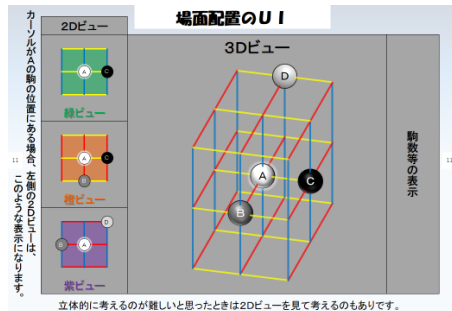 場面配置のUI
カーソルがAの駒の位置にある場合、左側の2Dビューは、
このような表示になります。
2Dビュー
A
C
緑ビュー
A
C
B
橙ビュー
D
B
A
紫ビュー
3Dビュー
D
A
C
B
駒数等の表示
立体的に考えるのが難しいと思ったときは2Dビューを見て考えるのもありです。